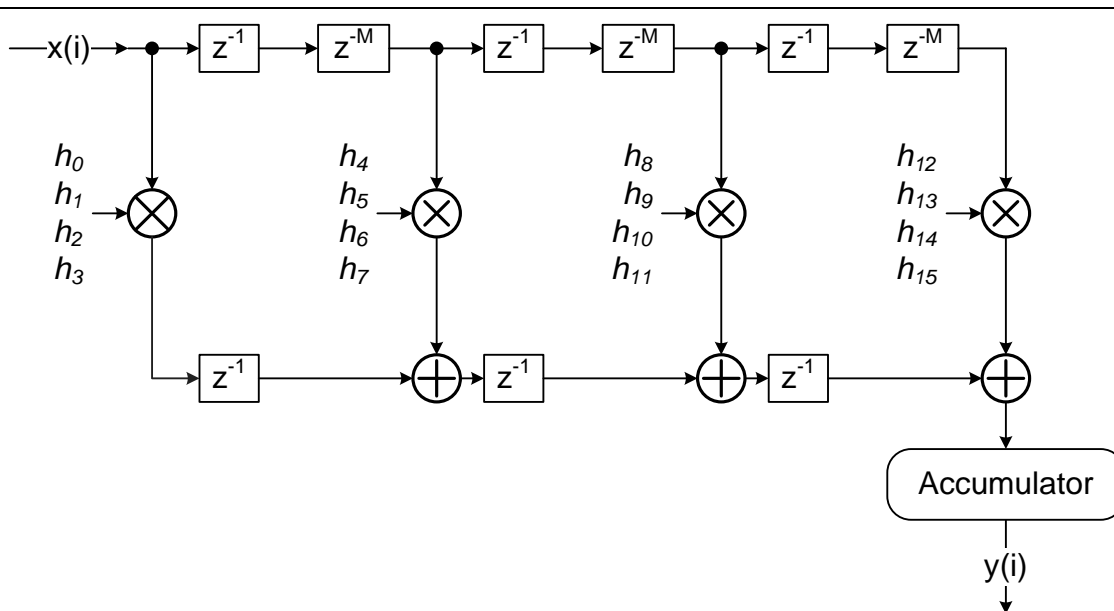 x(i) z⁻¹ z⁻ᴹ z⁻¹ z⁻ᴹ z⁻¹ z⁻ᴹ
h₀ h₄ h₈ h₁₂
h₁ h₅ h₉ h₁₃
h₂ h₆ h₁₀ h₁₄
h₃ h₇ h₁₁ h₁₅
z⁻¹ z⁻¹ z⁻¹
Accumulator
y(i)